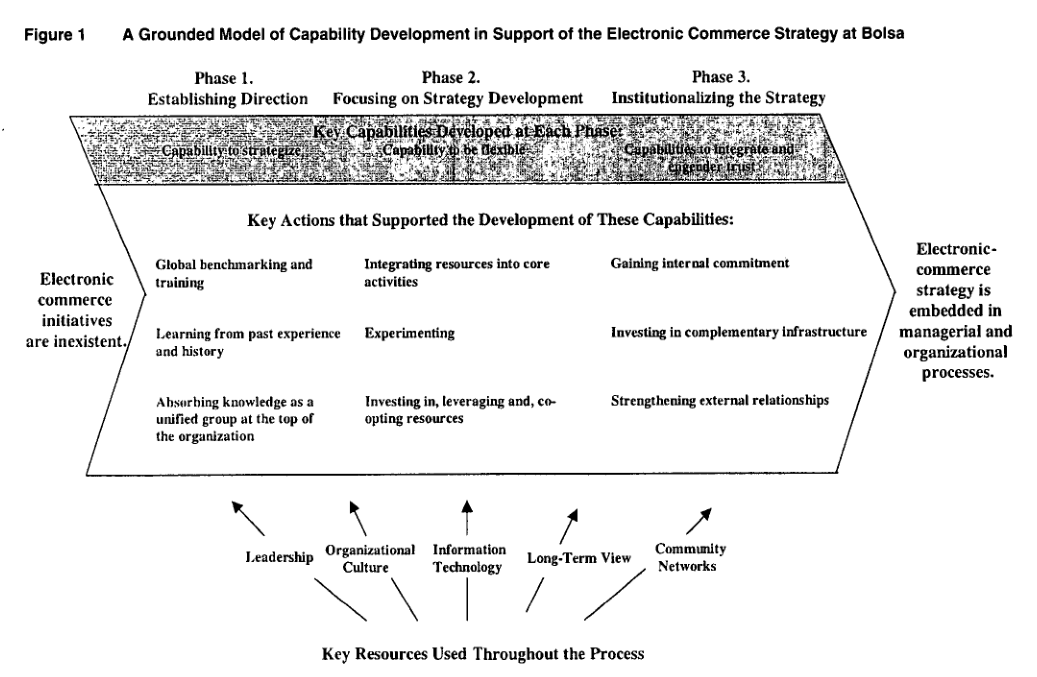 Figure 1 A Grounded Model of Capability Development in Support of the Electronic Commerce Strategy at Bolsa
Phase 1.
Establishing Direction
Phase 2.
Focusing on Strategy Development
Phase 3.
Institutionalizing the Strategy
Key Capabilities Developed at Each Phase:
Capability to strategize
Capability to be flexible
Capabilities to integrate and
engender trust
Key Actions that Supported the Development of These Capabilities:
Electronic
commerce
initiatives
are inexistent.
Global benchmarking and
training
Learning from past experience
and history
Absorbing knowledge as a
unified group at the top of
the organization
Integrating resources into core
activities
Experimenting
Investing in, leveraging and, co-
opting resources
Gaining internal commitment
Investing in complementary infrastructure
Strengthening external relationships
Electronic-
commerce
strategy is
embedded in
managerial and
organizational
processes.
Leadership
Organizational
Culture
Information
Technology
Long-Term View
Community
Networks
Key Resources Used Throughout the Process